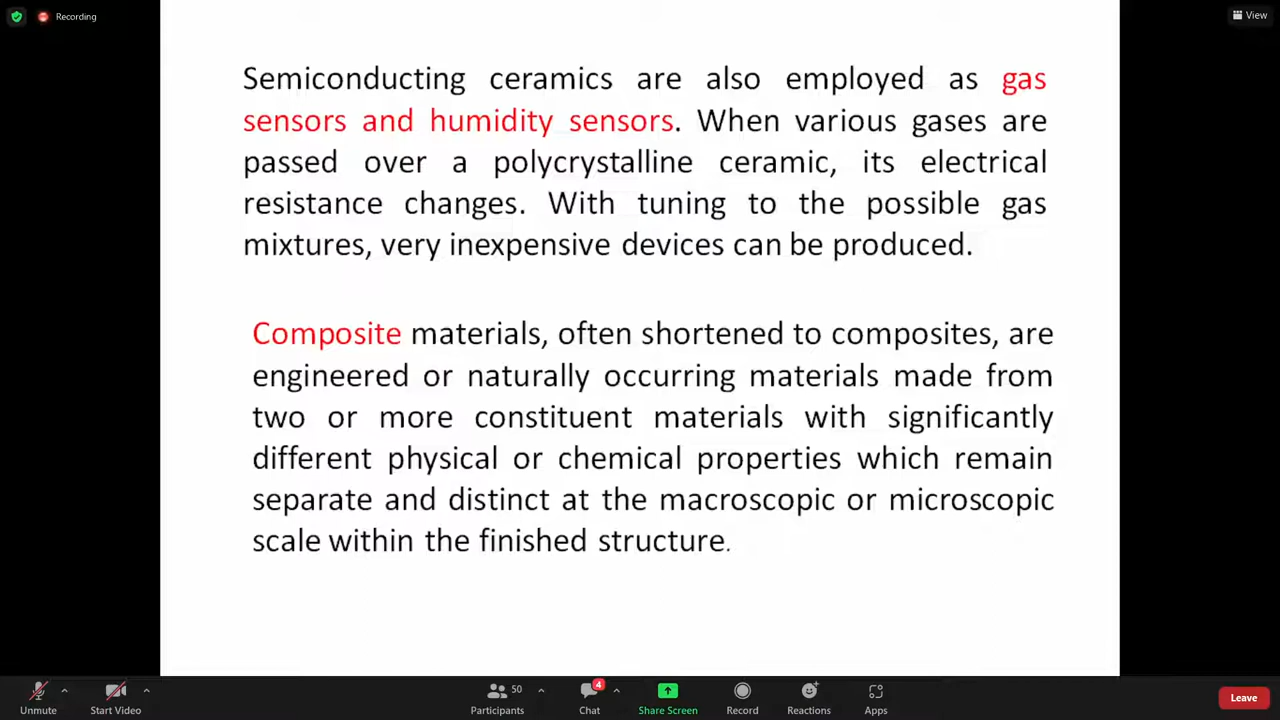 Recording
View
Semiconducting ceramics are also employed as gas
sensors and humidity sensors. When various gases are
passed over a polycrystalline ceramic, its electrical
resistance changes. With tuning to the possible gas
mixtures, very inexpensive devices can be produced.
Composite materials, often shortened to composites, are
engineered or naturally occurring materials made from
two or more constituent materials with significantly
different physical or chemical properties which remain
separate and distinct at the macroscopic or microscopic
scale within the finished structure.
50
4
Unmute
Start Video
Participants
Chat
Share Screen
Record
Reactions
Apps
Leave